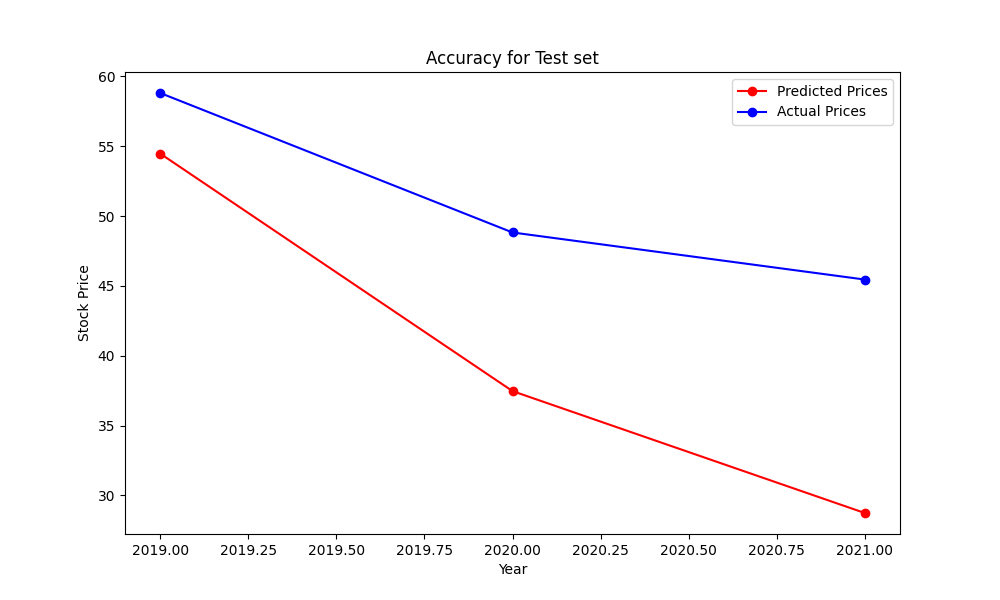 Accuracy for Test set
Predicted Prices
Actual Prices
Stock Price
60
55
50
45
40
35
30
2019.00 2019.25 2019.50 2019.75 2020.00 2020.25 2020.50 2020.75 2021.00
Year